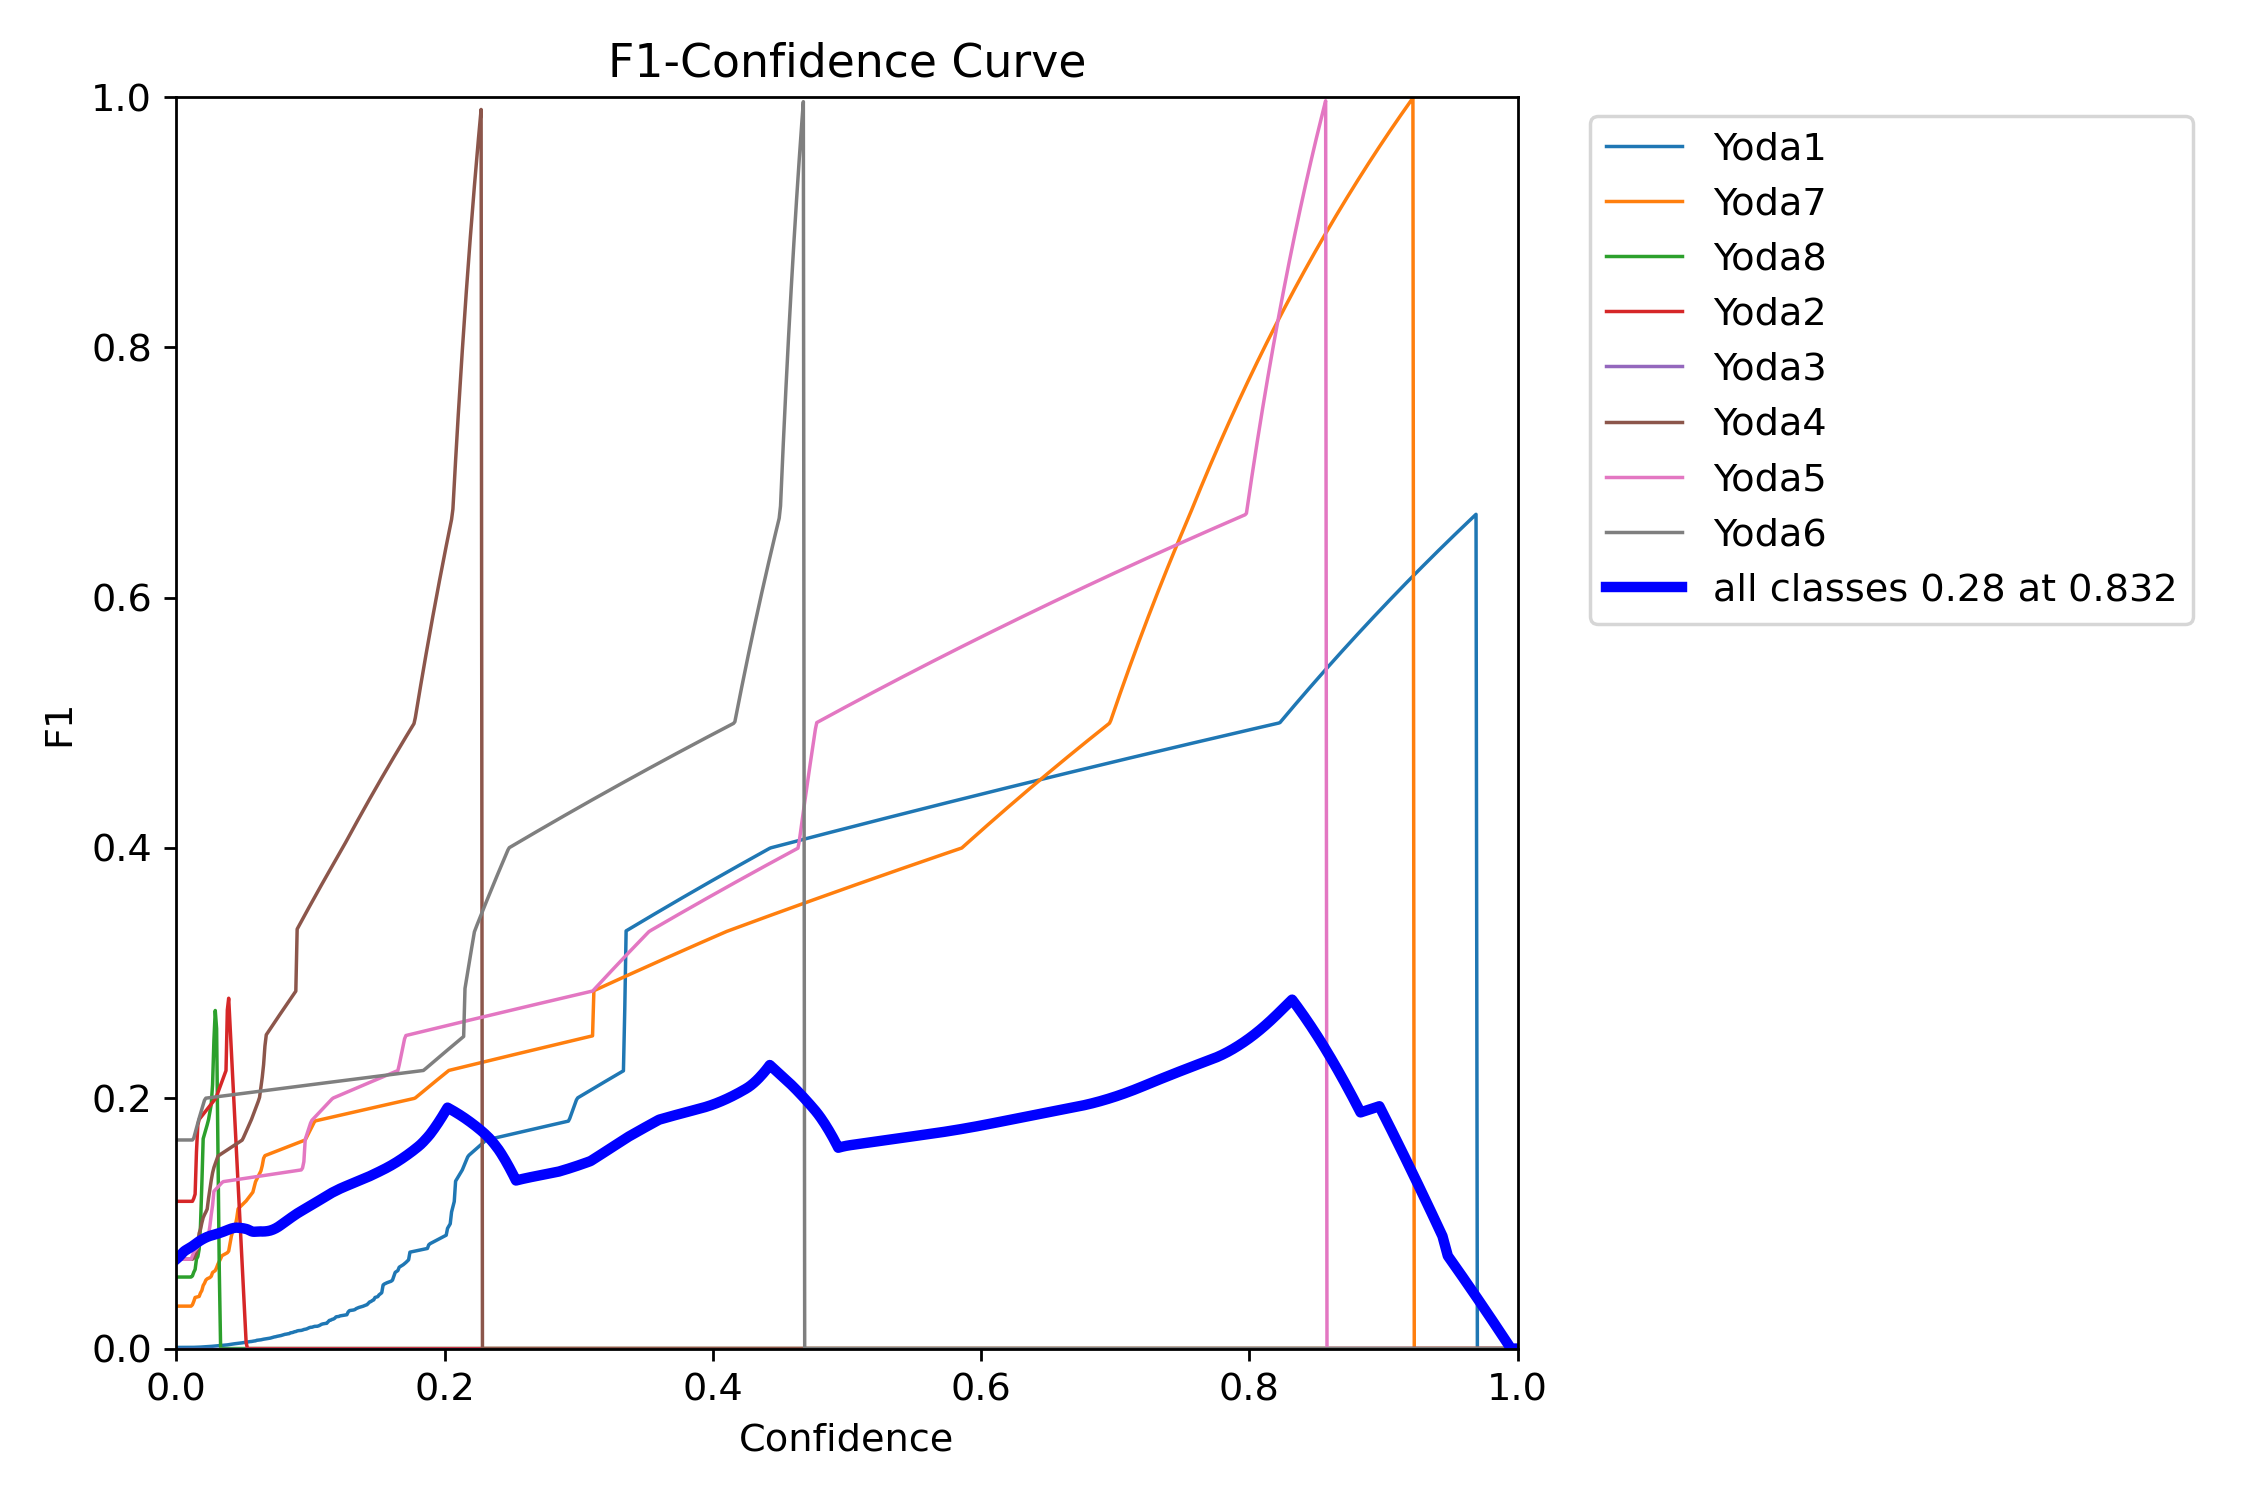 F1-Confidence Curve
1.0
0.8
0.6
0.4
0.2
0.0
F1
0.0 0.2 0.4 0.6 0.8 1.0
Confidence
Yoda1
Yoda7
Yoda8
Yoda2
Yoda3
Yoda4
Yoda5
Yoda6
all classes 0.28 at 0.832